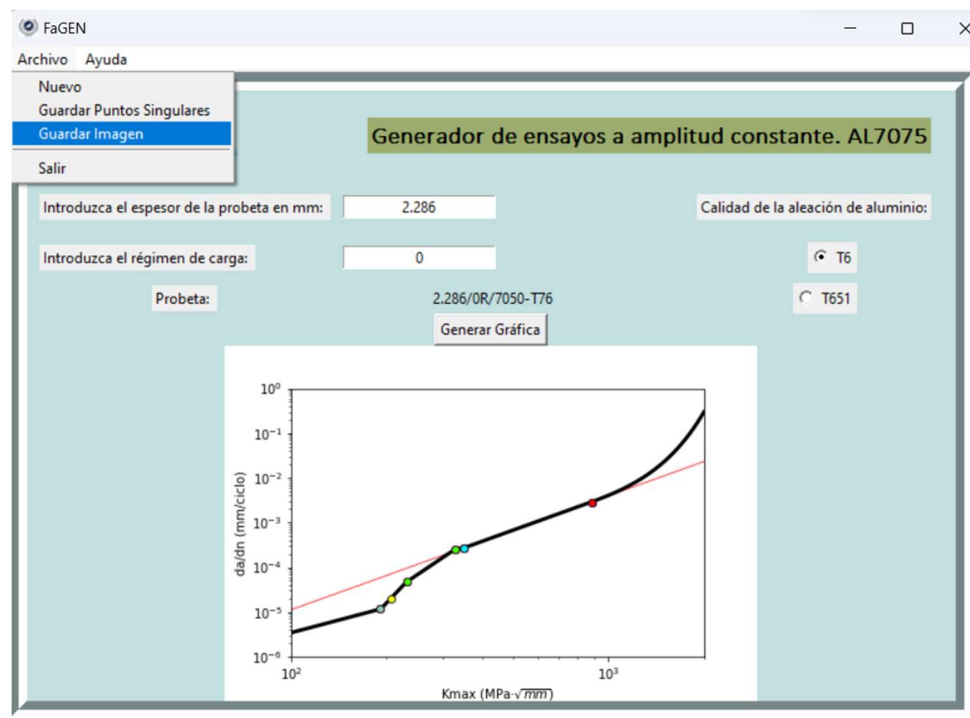 FaGEN
Archivo Ayuda
Nuevo
Guardar Puntos Singulares
Guardar Imagen
Salir
Generador de ensayos a amplitud constante. AL7075
Introduzca el espesor de la probeta en mm: 2.286 Calidad de la aleación de aluminio:
Introduzca el régimen de carga: 0 T6
Probeta: 2.286/0R/7050-T76 T651
Generar Gráfica
10⁰
10⁻¹
10⁻²
10⁻³
10⁻⁴
10⁻⁵
10⁻⁶
da/dn (mm/ciclo)
10² 10³
Kmax (MPa·√mm)